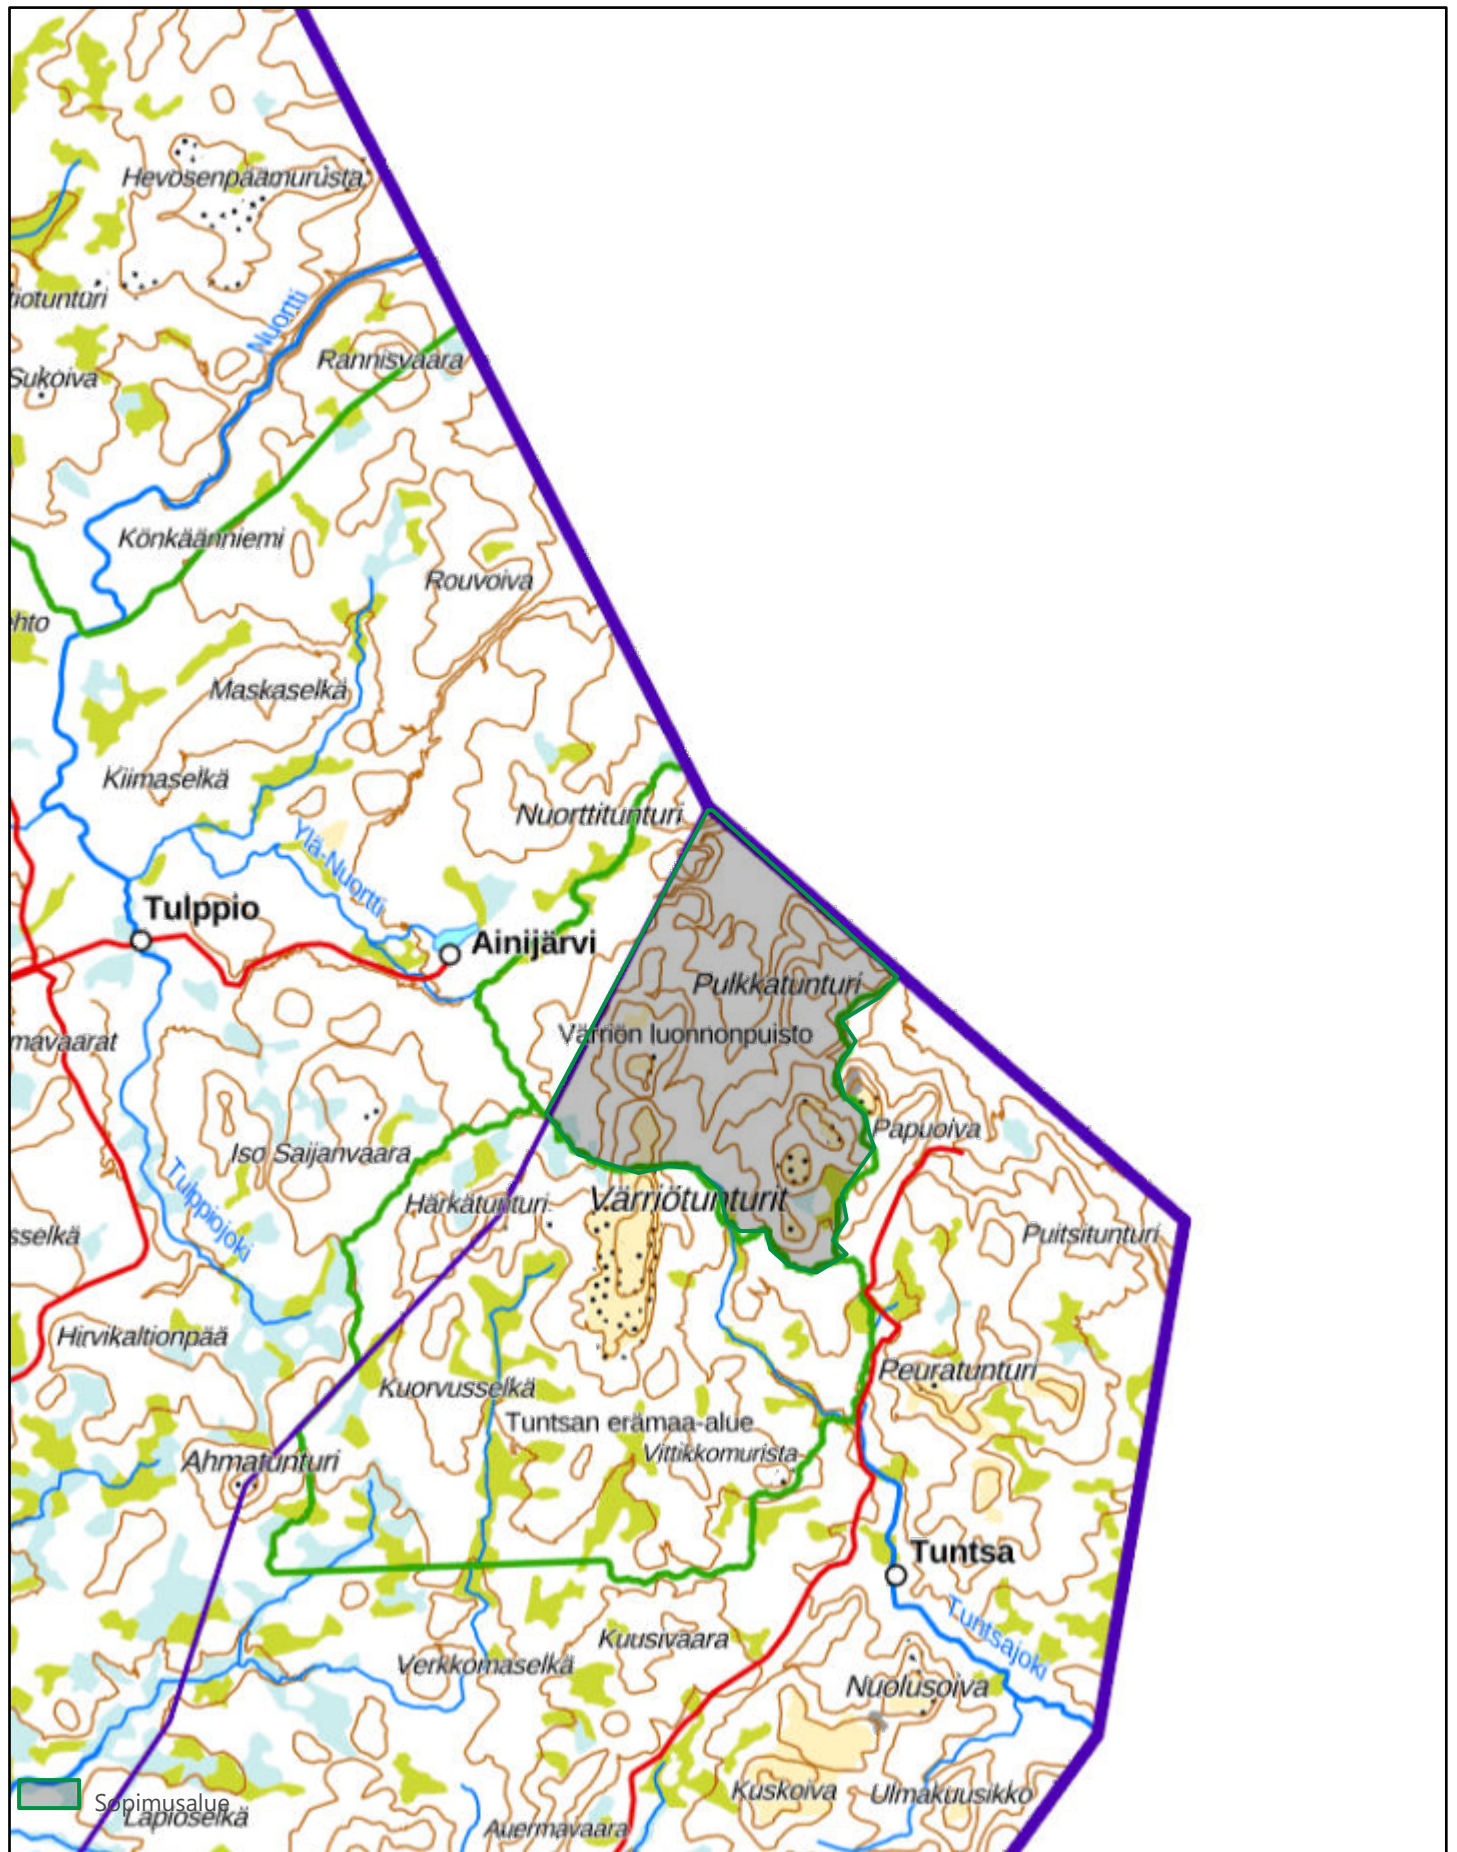 Hevosenpäämurusta
Nuortti
Rannisvaara
Sukoiva
Könkäänniemi
Rouvoiva
Maskaselkä
Kiimaselkä
Nuorttitunturi
Ylä-Nuortti
Tulppio
Ainijärvi
Pulkkatunturi
Värriön luonnonpuisto
mavaarat
Papuoiva
Iso Saijanvaara
Tulppiojoki
Härkätunturi
Värriötunturit
sselkä
Puitsitunturi
Hirvikaltionpää
Peuratunturi
Kuorvusselkä
Tuntsan erämaa-alue
Vittikkomurista
Ahmatunturi
Tuntsa
Tuntsajoki
Kuusivaara
Verkkomaselkä
Nuolusoiva
Kuskoiva
Ulmakuusikko
Sopimusalue
Lapioselkä
Auermavaara